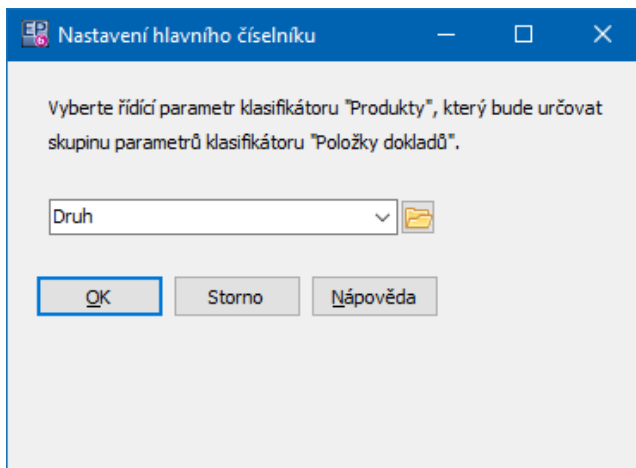 Nastavení hlavního číselníku
Vyberte řídící parametr klasifikátoru "Produkty", který bude určovat
skupinu parametrů klasifikátoru "Položky dokladů".
Druh
OK Storno Nápověda